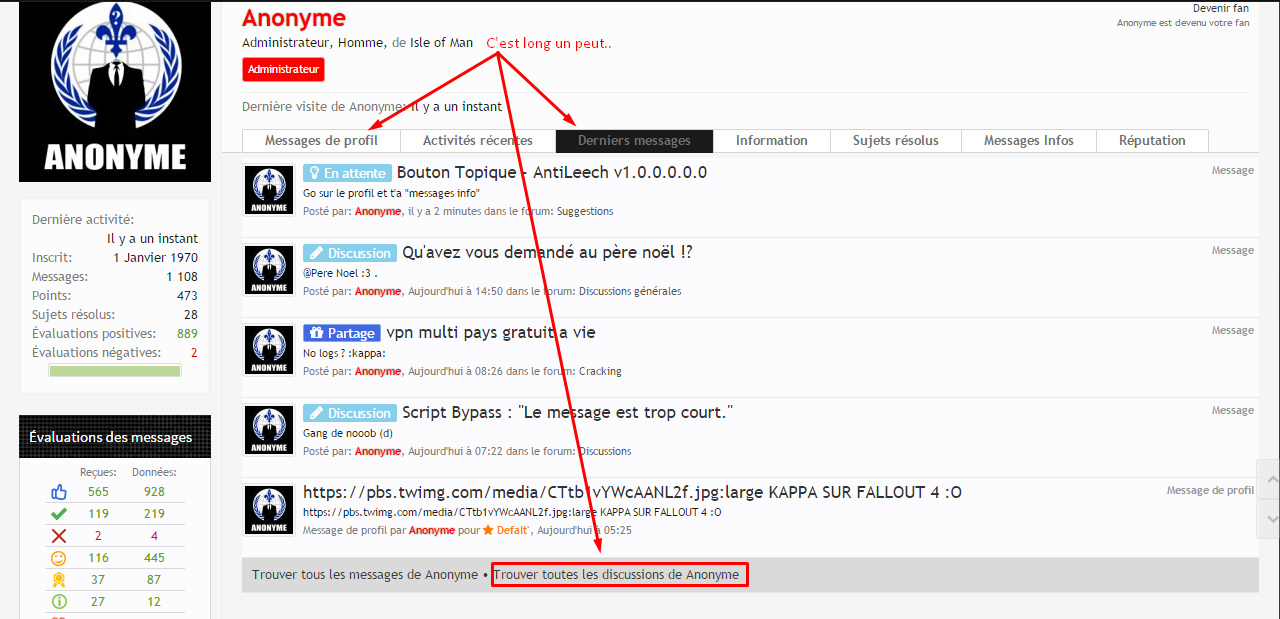 ANONYME
Devenir fan
Anonyme est devenu votre fan
Anonyme
Administrateur, Homme, de Isle of Man
C'est long un peut..
Administrateur
Dernière visite de Anonyme: Il y a un instant
Messages de profil
Activités récentes
Derniers messages
Information
Sujets résolus
Messages Infos
Réputation
Dernière activité:
Il y a un instant
Inscrit: 1 Janvier 1970
Messages: 1 108
Points: 473
Sujets résolus: 28
Évaluations positives: 889
Évaluations négatives: 2
Évaluations des messages
Reçues: Données:
565 928
119 219
2 4
116 445
37 87
27 12
ANONYME
En attente Bouton Topique - AntiLeech v1.0.0.0.0.0
Message
Go sur le profil et t'a "messages info"
Posté par: Anonyme, il y a 2 minutes dans le forum: Suggestions
ANONYME
Discussion Qu'avez vous demandé au père noël !?
Message
@Pere Noel :3 .
Posté par: Anonyme, Aujourd'hui à 14:50 dans le forum: Discussions générales
ANONYME
Partage vpn multi pays gratuit a vie
Message
No logs ? :kappa:
Posté par: Anonyme, Aujourd'hui à 08:26 dans le forum: Cracking
ANONYME
Discussion Script Bypass : "Le message est trop court."
Message
Gang de nooob (d)
Posté par: Anonyme, Aujourd'hui à 07:22 dans le forum: Discussions
ANONYME
https://pbs.twimg.com/media/CTtb1vYWcAANL2f.jpg:large KAPPA SUR FALLOUT 4 :O
Message de profil
https://pbs.twimg.com/media/CTtb1vYWcAANL2f.jpg:large KAPPA SUR FALLOUT 4 :O
Message de profil par Anonyme pour Defalt', Aujourd'hui à 05:25
Trouver tous les messages de Anonyme • Trouver toutes les discussions de Anonyme